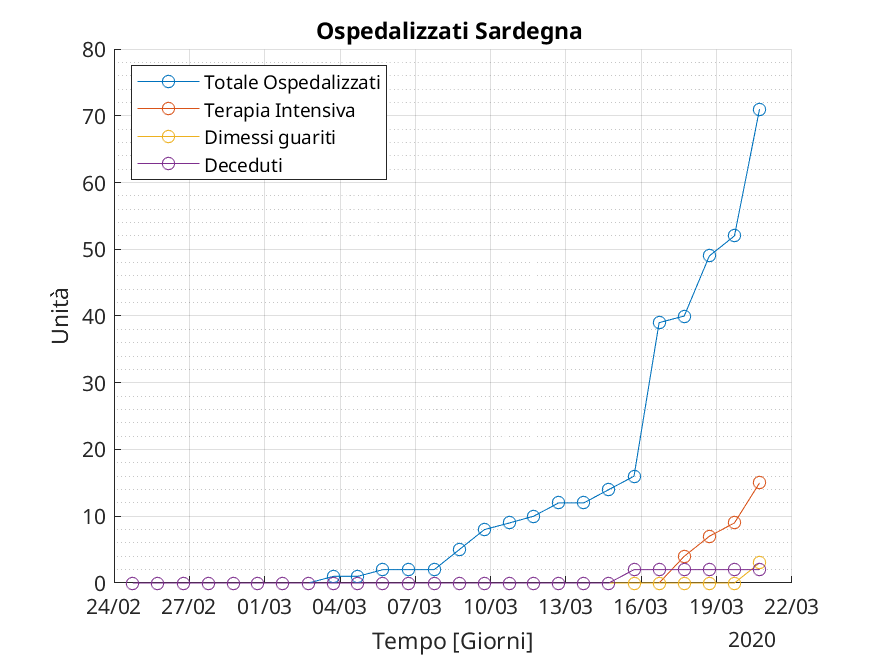 Ospedalizzati Sardegna
80
70
60
50
40
30
20
10
0
Unità
Totale Ospedalizzati
Terapia Intensiva
Dimessi guariti
Deceduti
24/02 27/02 01/03 04/03 07/03 10/03 13/03 16/03 19/03 22/03
Tempo [Giorni]
2020